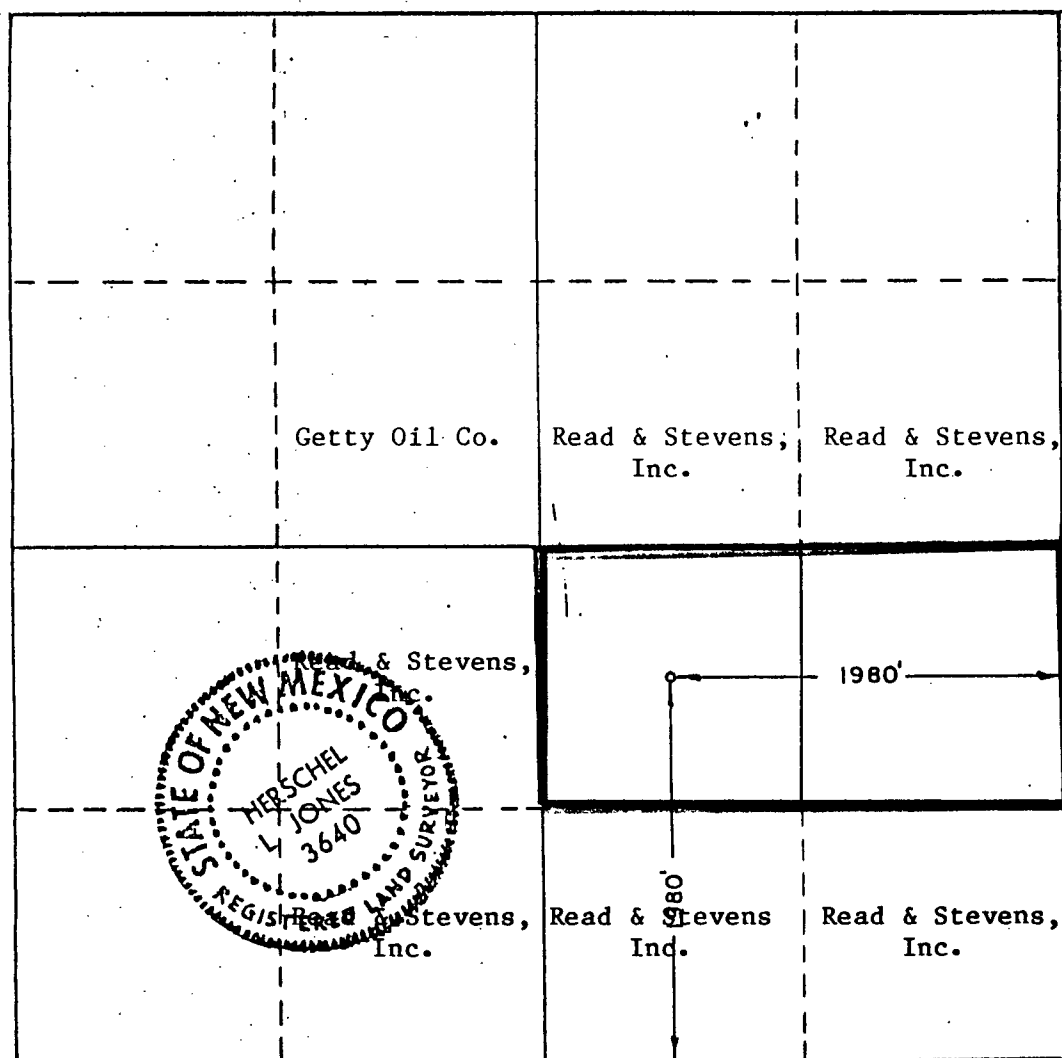 Getty Oil Co.
Read & Stevens,
Inc.
Read & Stevens,
Inc.
Read & Stevens,
Inc.
1980'
STATE OF NEW MEXICO
HERSCHEL
L. JONES
3640
REGISTERED LAND SURVEYOR
Read & Stevens,
Inc.
Read & Stevens
Inc.
1980'
Read & Stevens,
Inc.